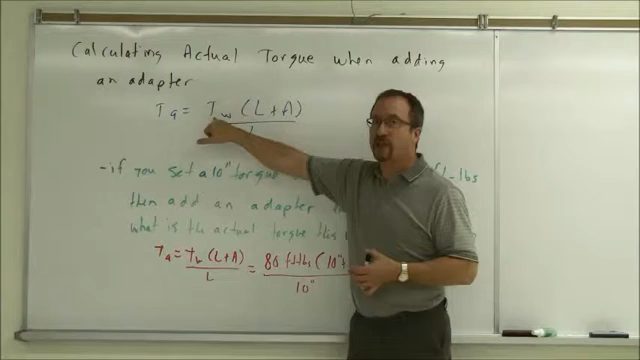 Calculating Actual Torque when adding
an adapter
Ta = Tw (L + A)
L
- if you set a 10" torque ft-lbs
then add an adapter
what is the actual torque this
Ta = Tw (L+A) = 80 ft-lbs (10" +
L 10"